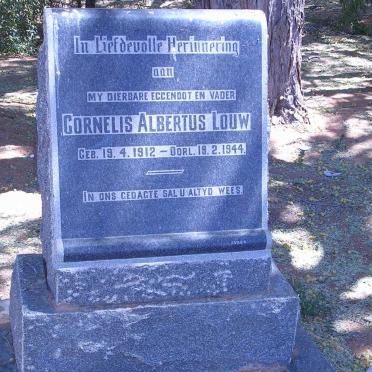 In Liefdevolle Herinnering
aan
MY DIERBARE EGGENOOT EN VADER
CORNELIS ALBERTUS LOUW
GEB. 19.4.1912 – OORL. 18.2.1944.
IN ONS GEDAGTE SAL U ALTYD WEES